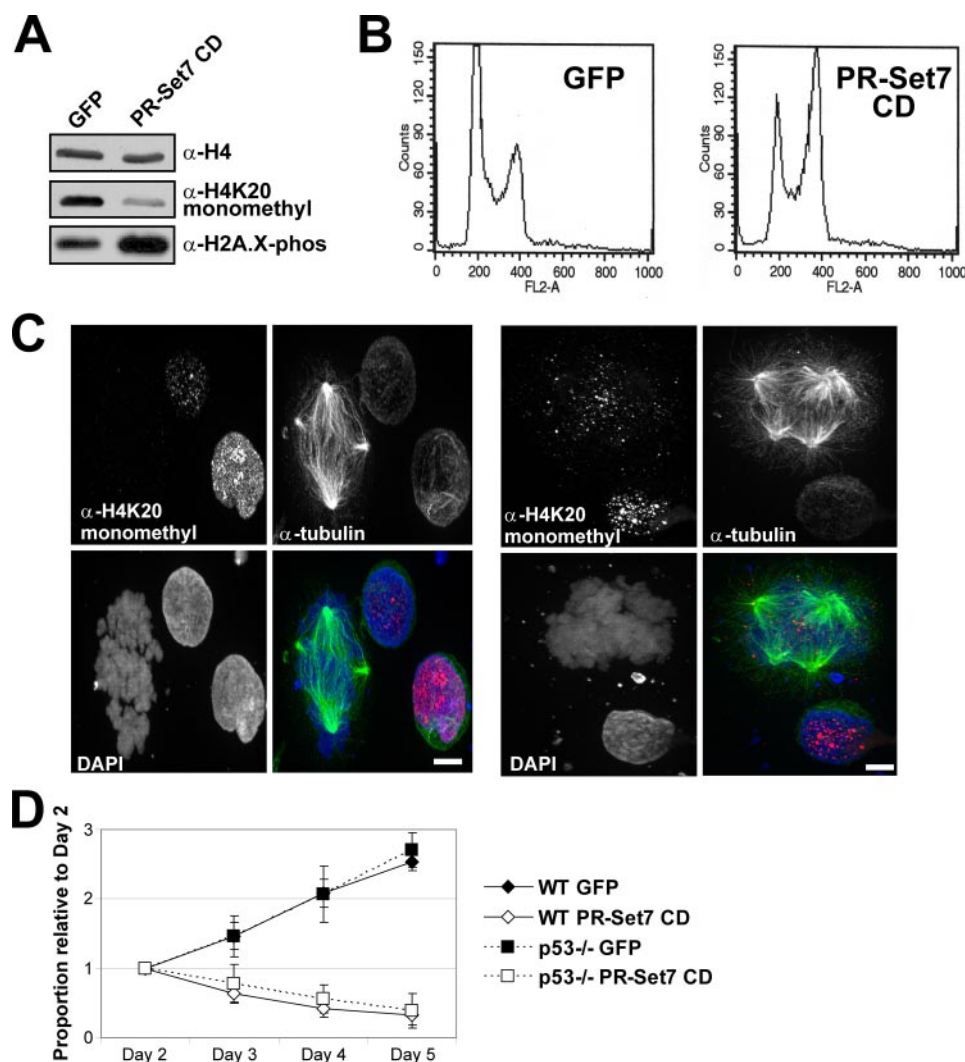 A
GFP
PR-Set7 CD
α-H4
α-H4K20
monomethyl
α-H2A.X-phos
B
GFP
Counts
150
120
90
60
30
0
0 200 400 600 800 1000
FL2-A
PR-Set7
CD
Counts
150
120
90
60
30
0
0 200 400 600 800 1000
FL2-A
C
α-H4K20
monomethyl
α-tubulin
DAPI
α-H4K20
monomethyl
α-tubulin
DAPI
D
Proportion relative to Day 2
3
2
1
0
Day 2 Day 3 Day 4 Day 5
WT GFP
WT PR-Set7 CD
p53-/- GFP
p53-/- PR-Set7 CD